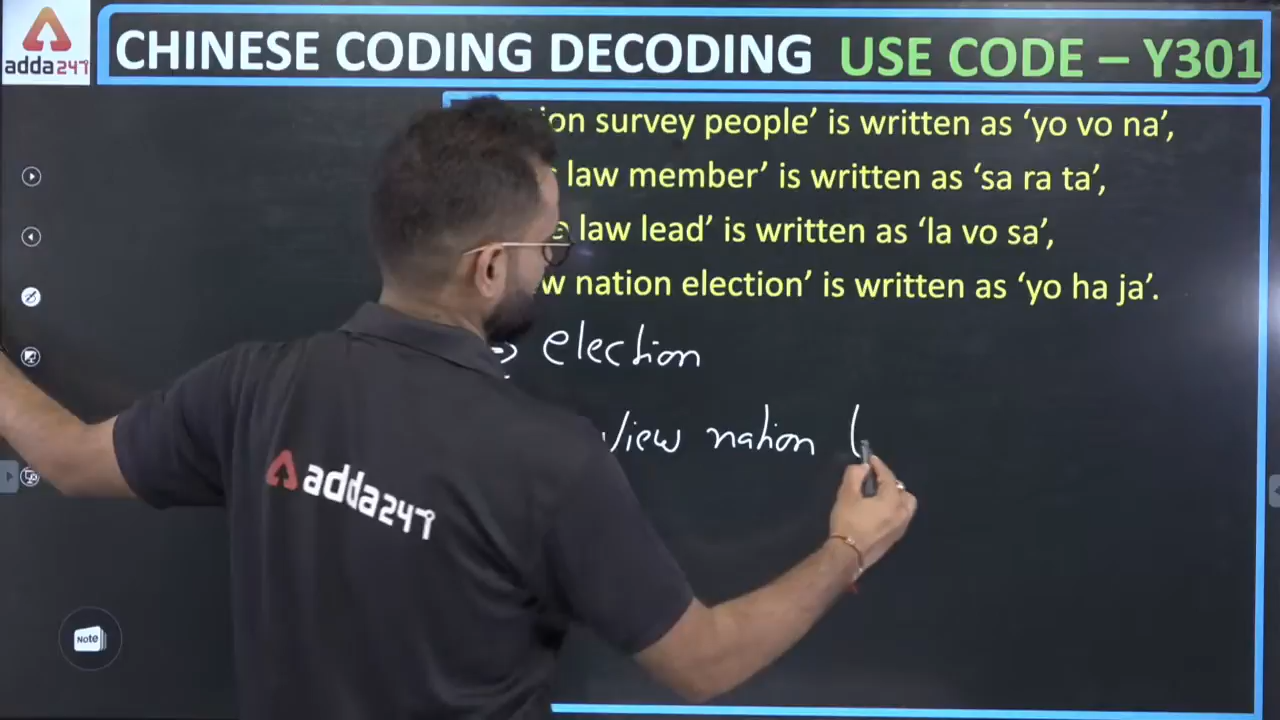 adda247
CHINESE CODING DECODING USE CODE – Y301
ion survey people’ is written as ‘yo vo na’,
law member’ is written as ‘sa ra ta’,
law lead’ is written as ‘la vo sa’,
nation election’ is written as ‘yo ha ja’.
election
view nation (
adda247
Note